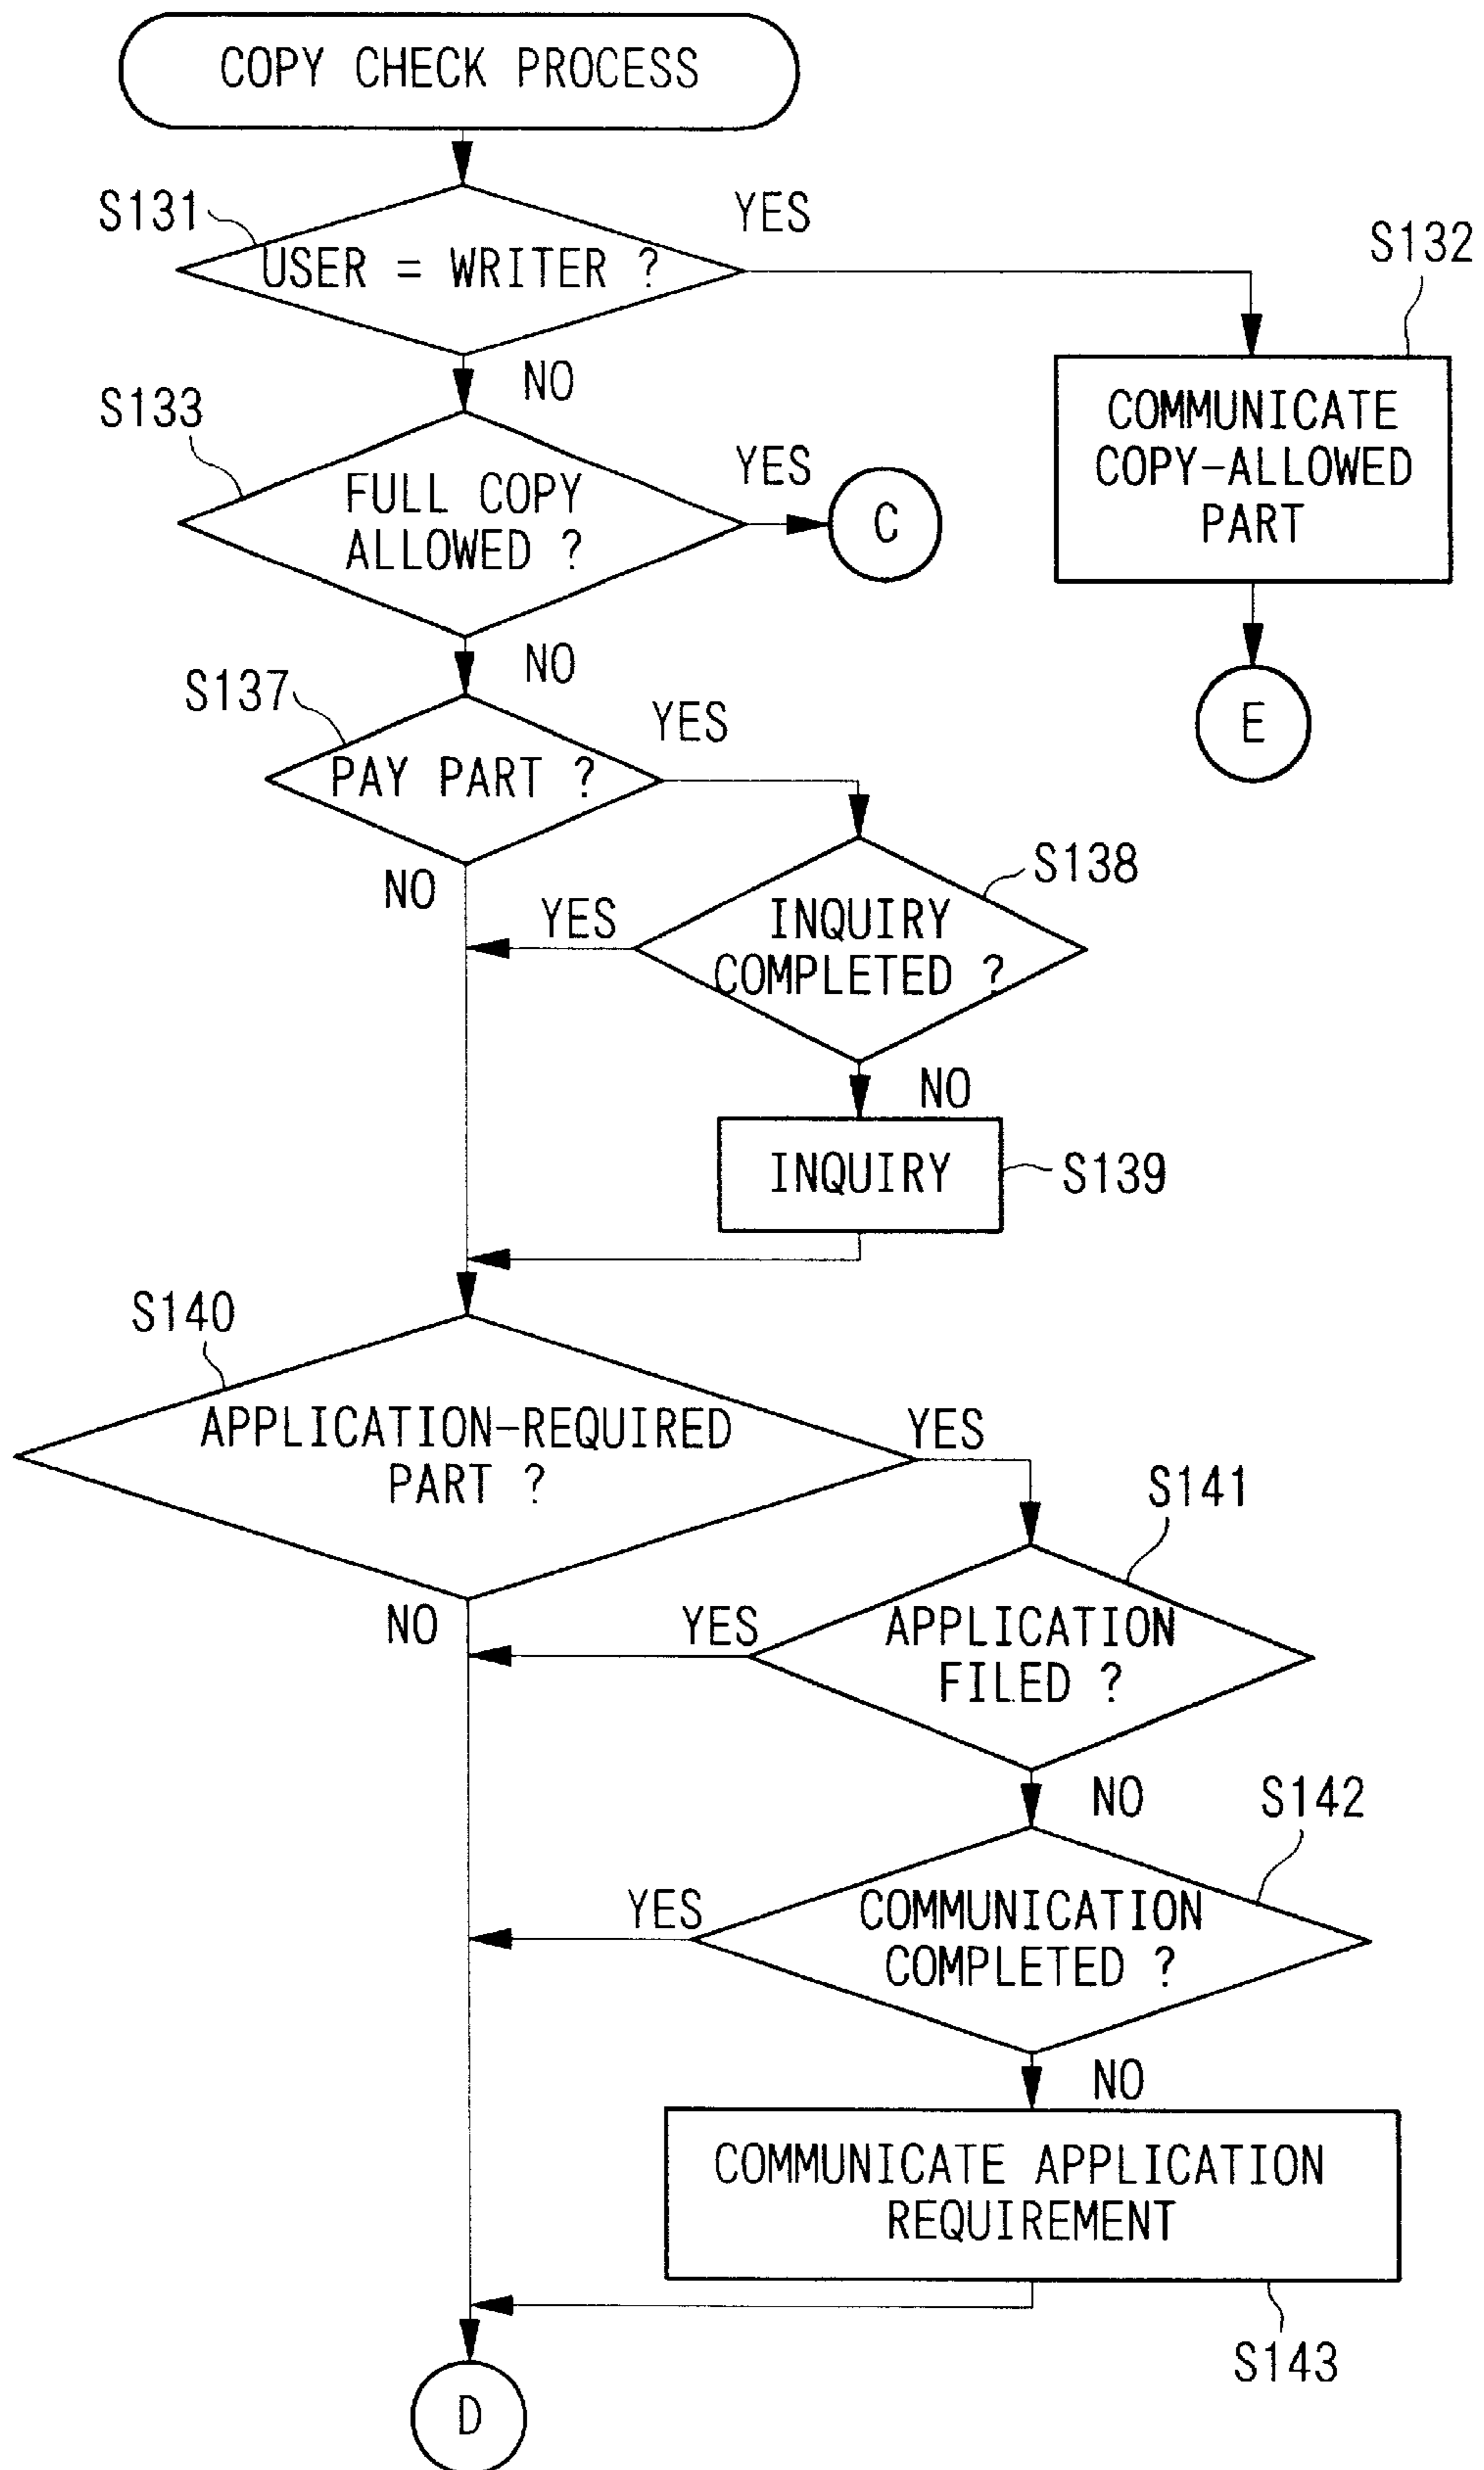 COPY CHECK PROCESS
S131
YES
USER = WRITER ?
S132
NO
COMMUNICATE
COPY-ALLOWED
PART
S133
YES
FULL COPY
ALLOWED ?
C
NO
E
S137
YES
PAY PART ?
NO
S138
YES
INQUIRY
COMPLETED ?
NO
INQUIRY
S139
S140
APPLICATION-REQUIRED
PART ?
YES
S141
NO
YES
APPLICATION
FILED ?
NO
S142
YES
COMMUNICATION
COMPLETED ?
NO
COMMUNICATE APPLICATION
REQUIREMENT
S143
D